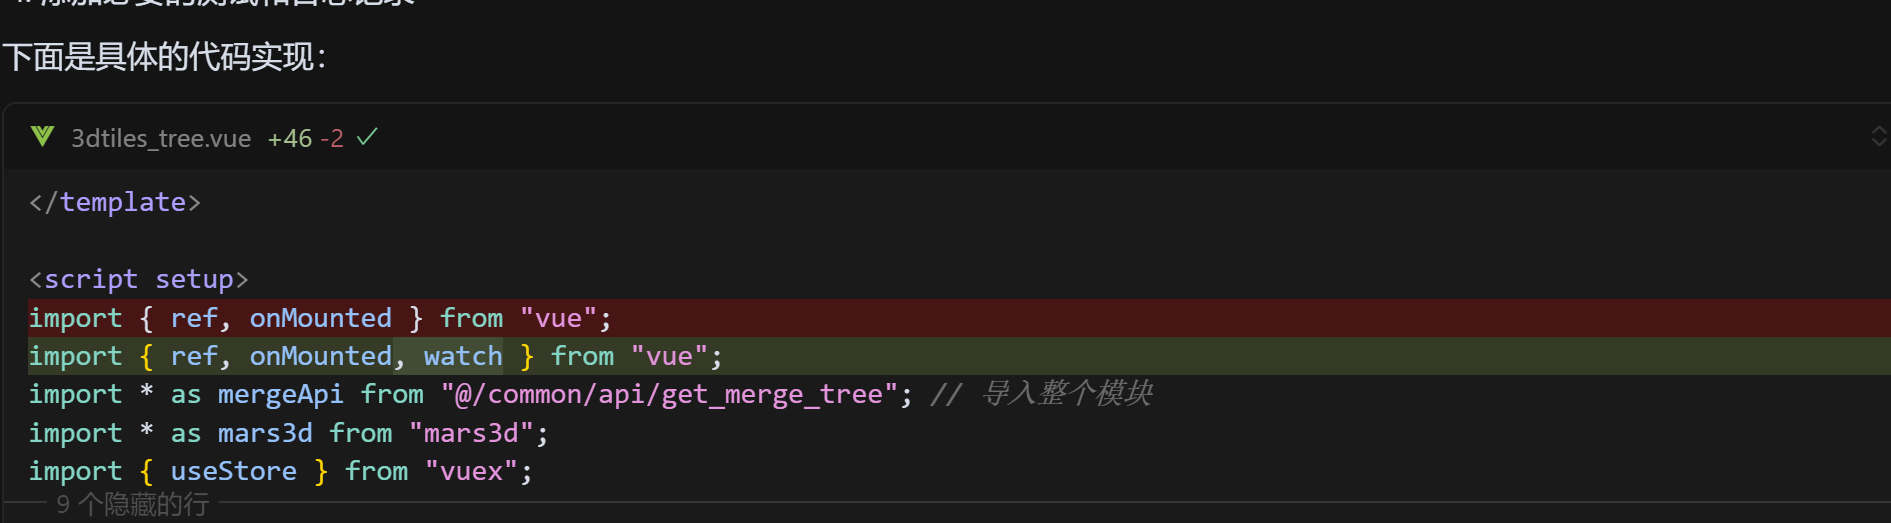 下面是具体的代码实现：
3dtiles_tree.vue +46 -2
</template>
<script setup>
import { ref, onMounted } from "vue";
import { ref, onMounted, watch } from "vue";
import * as mergeApi from "@/common/api/get_merge_tree"; // 导入整个模块
import * as mars3d from "mars3d";
import { useStore } from "vuex";
9 个隐藏的行